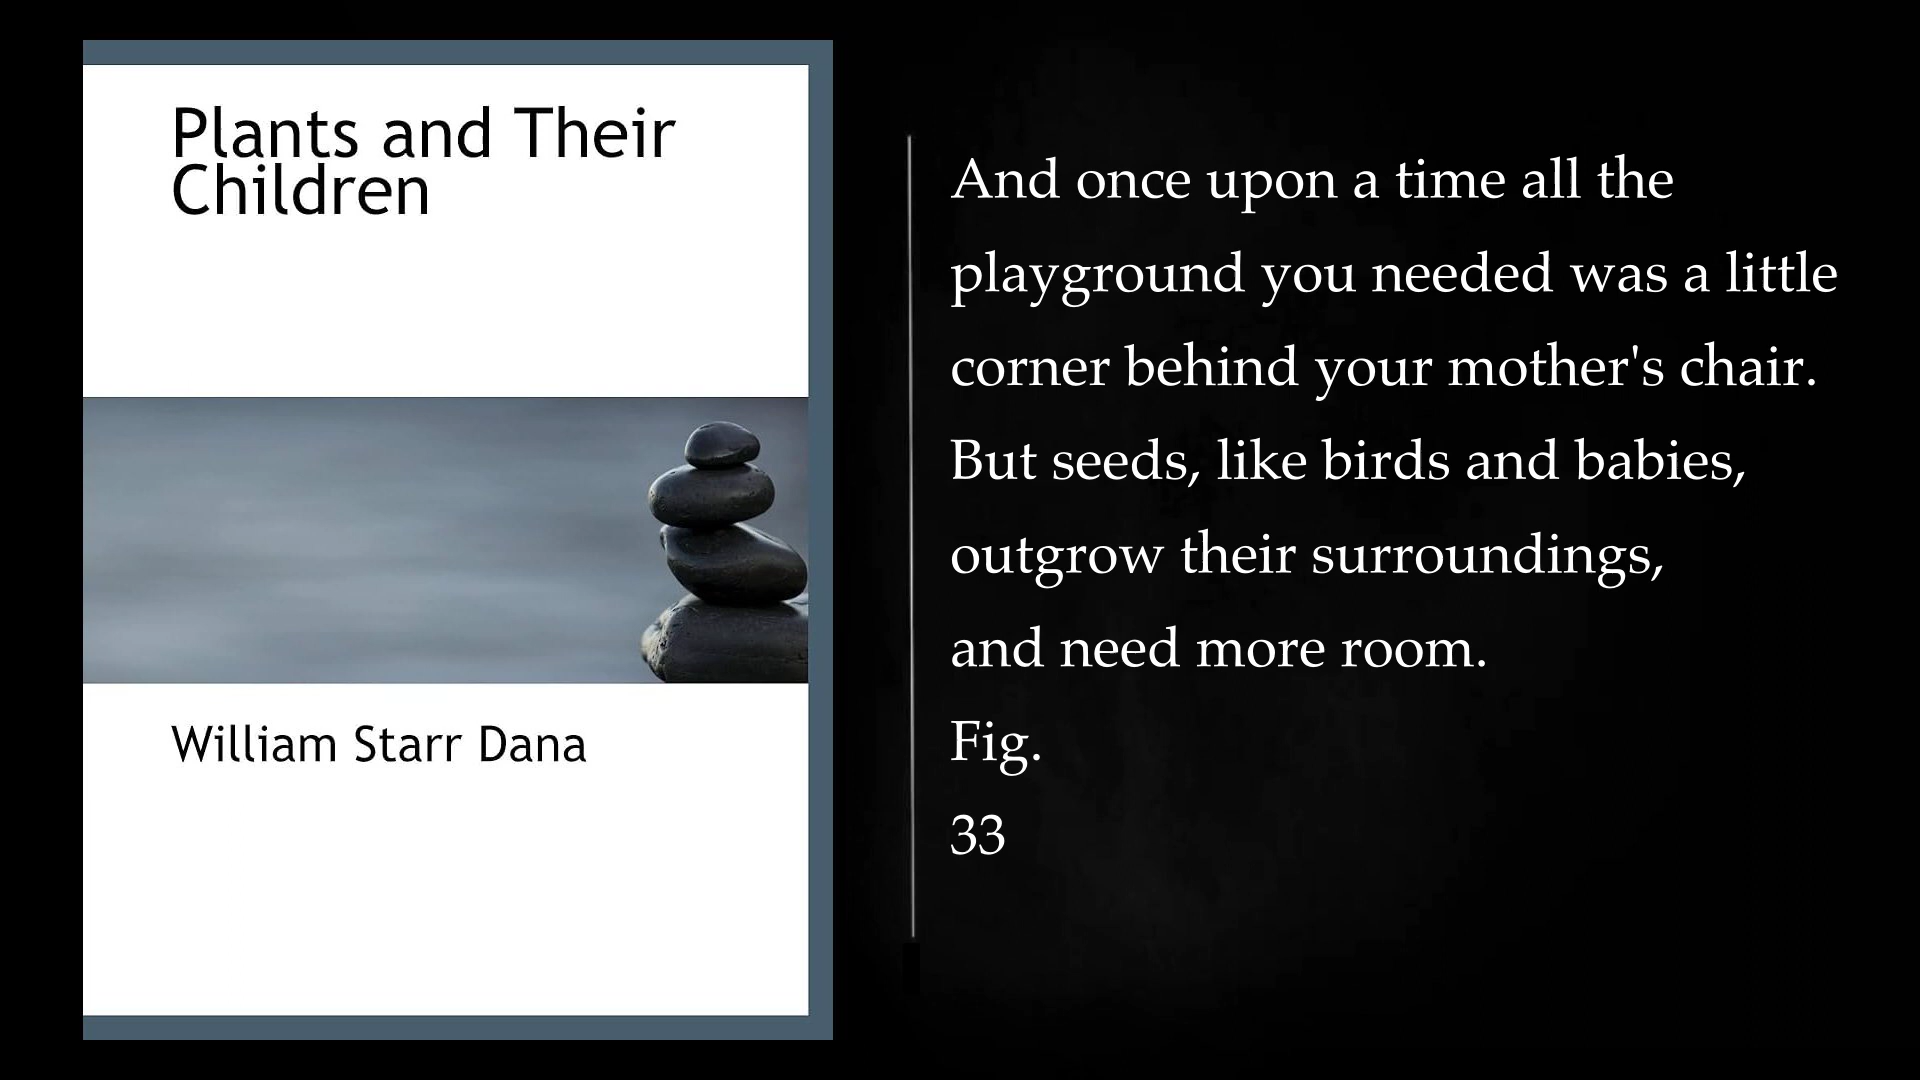 Plants and Their
Children
William Starr Dana
And once upon a time all the
playground you needed was a little
corner behind your mother's chair.
But seeds, like birds and babies,
outgrow their surroundings,
and need more room.
Fig.
33